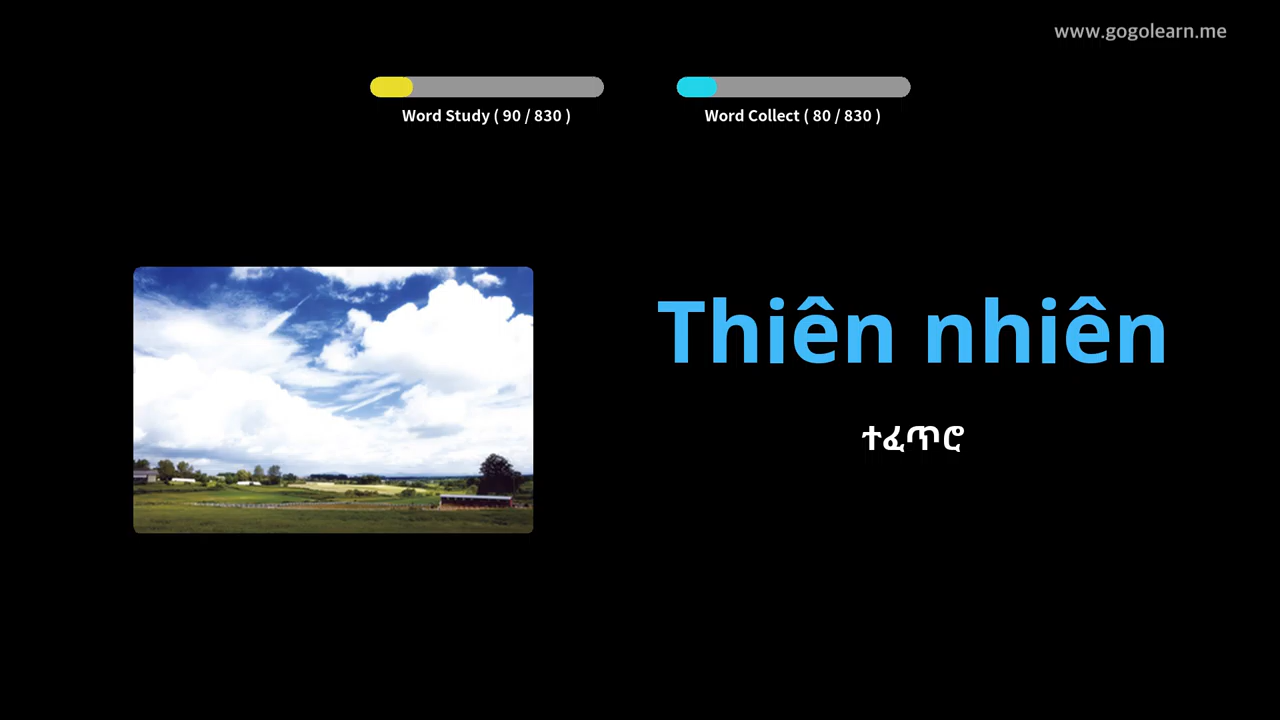 www.gogolearn.me
Word Study ( 90 / 830 )
Word Collect ( 80 / 830 )
Thiên nhiên
ተፈጥሮ